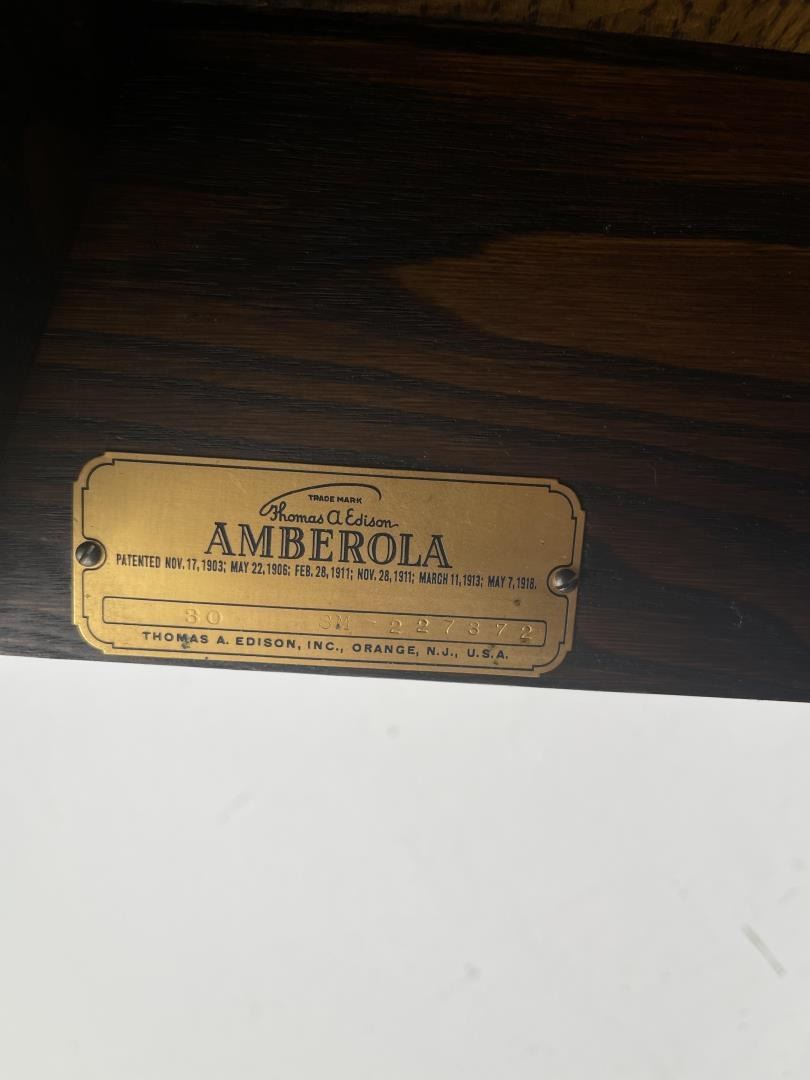 TRADE MARK
Thomas A Edison
AMBEROLA
PATENTED NOV. 17, 1903; MAY 22, 1906; FEB. 28, 1911; NOV. 28, 1911; MARCH 11, 1913; MAY 7, 1918.
30 SM - 227372
THOMAS A. EDISON, INC., ORANGE, N.J., U.S.A.